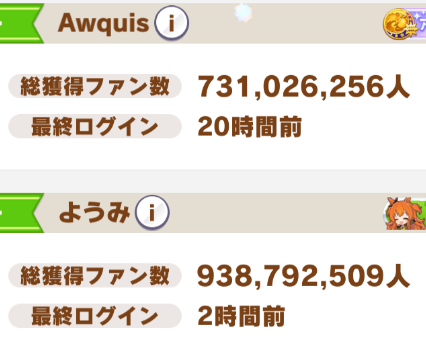 Awquis i
総獲得ファン数 731,026,256人
最終ログイン 20時間前
ようみ i
総獲得ファン数 938,792,509人
最終ログイン 2時間前